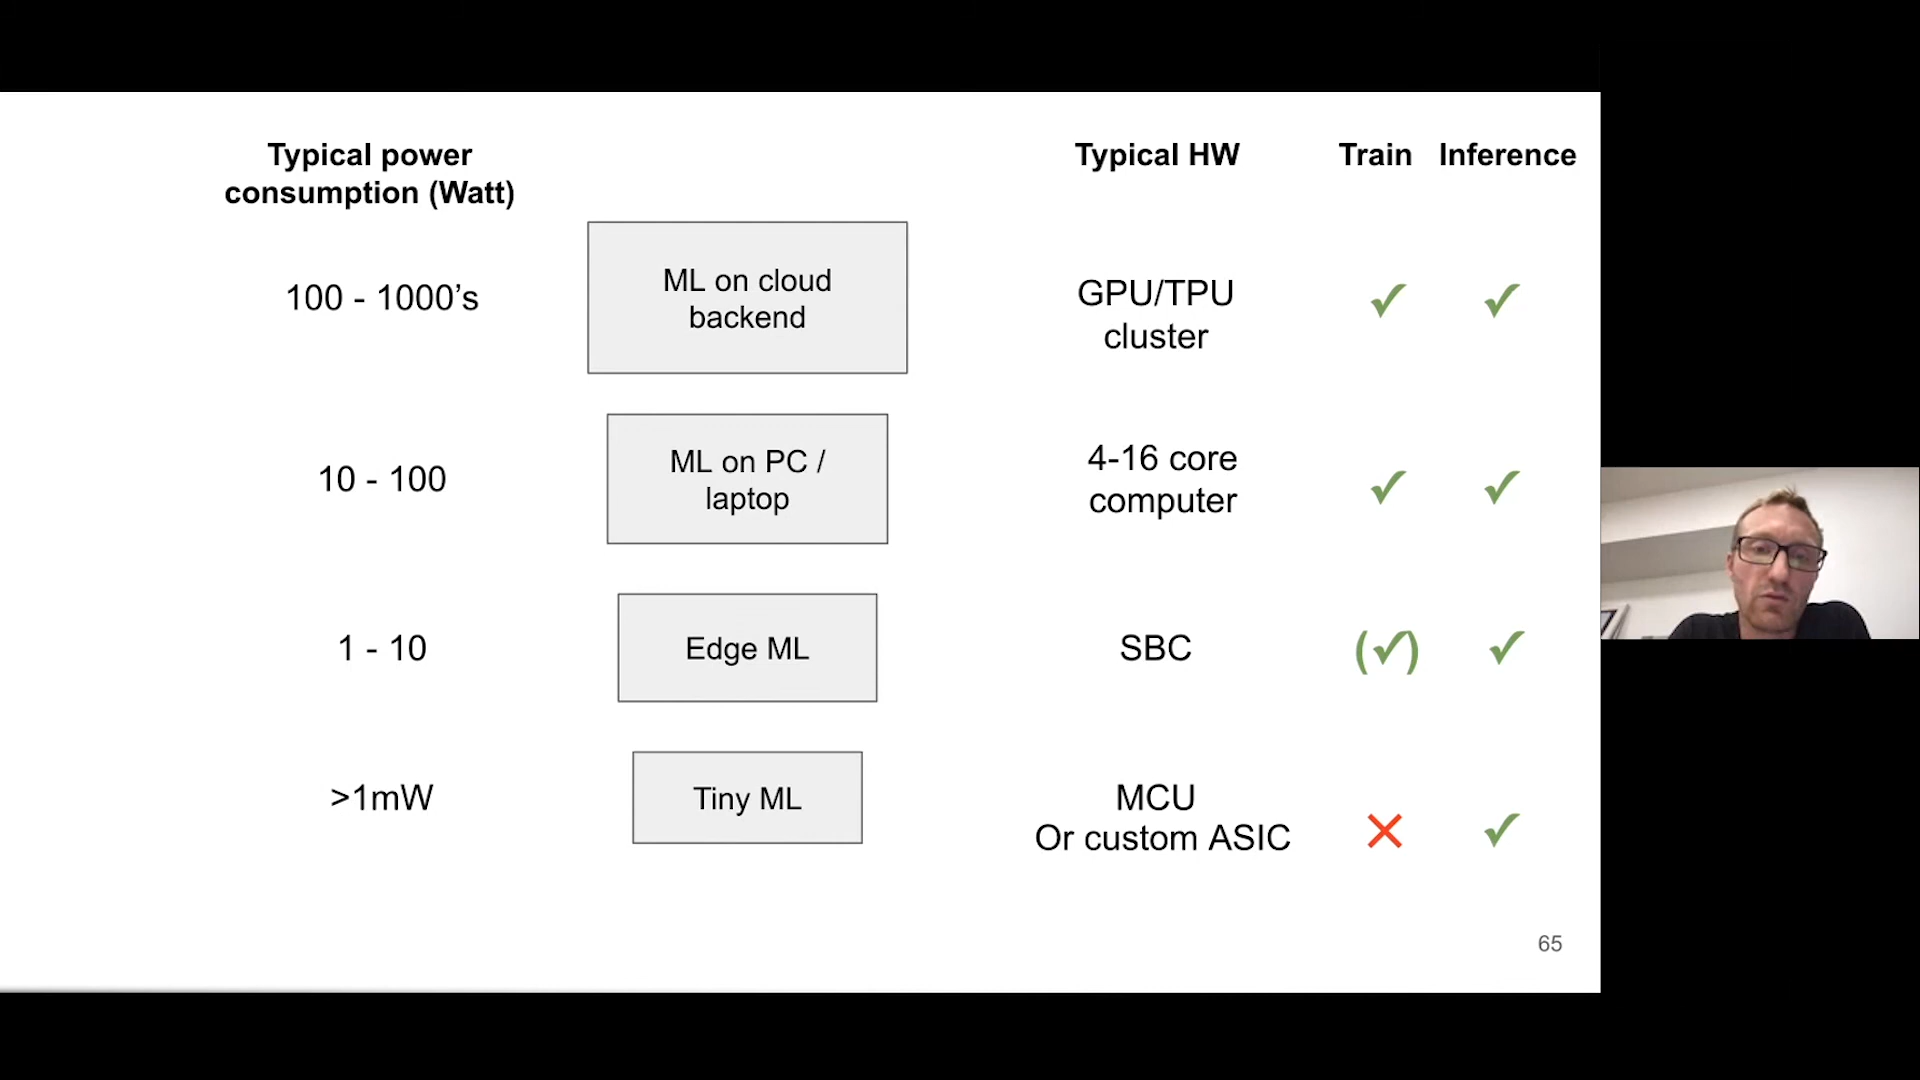 Typical power
consumption (Watt)
Typical HW
Train
Inference
100 - 1000’s
ML on cloud
backend
GPU/TPU
cluster
✓
✓
10 - 100
ML on PC /
laptop
4-16 core
computer
✓
✓
1 - 10
Edge ML
SBC
(✓)
✓
>1mW
Tiny ML
MCU
Or custom ASIC
✕
✓
65